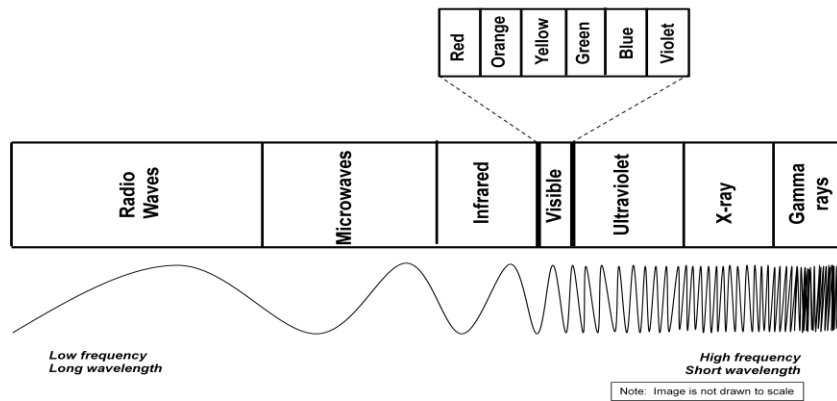 Red
Orange
Yellow
Green
Blue
Violet
Radio
Waves
Microwaves
Infrared
Visible
Ultraviolet
X-ray
Gamma
rays
Low frequency
Long wavelength
High frequency
Short wavelength
Note:  Image is not drawn to scale